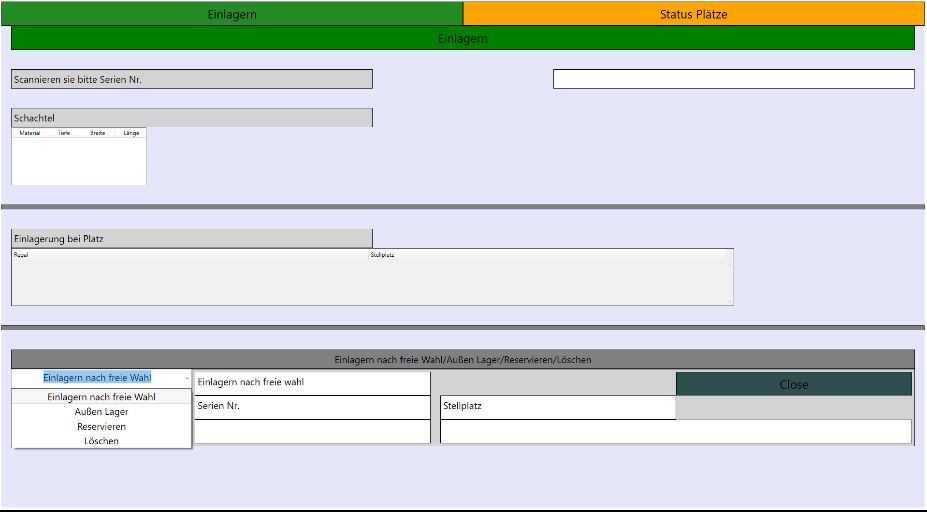 Einlagern
Status Plätze
Einlagern
Scannieren sie bitte Serien Nr.
Schachtel
Material Tiefe Breite Länge
Einlagerung bei Platz
Regal Stellplatz
Einlagern nach freie Wahl/Außen Lager/Reservieren/Löschen
Einlagern nach freie Wahl
Einlagern nach freie wahl
Close
Einlagern nach freie Wahl
Außen Lager
Reservieren
Löschen
Serien Nr.
Stellplatz